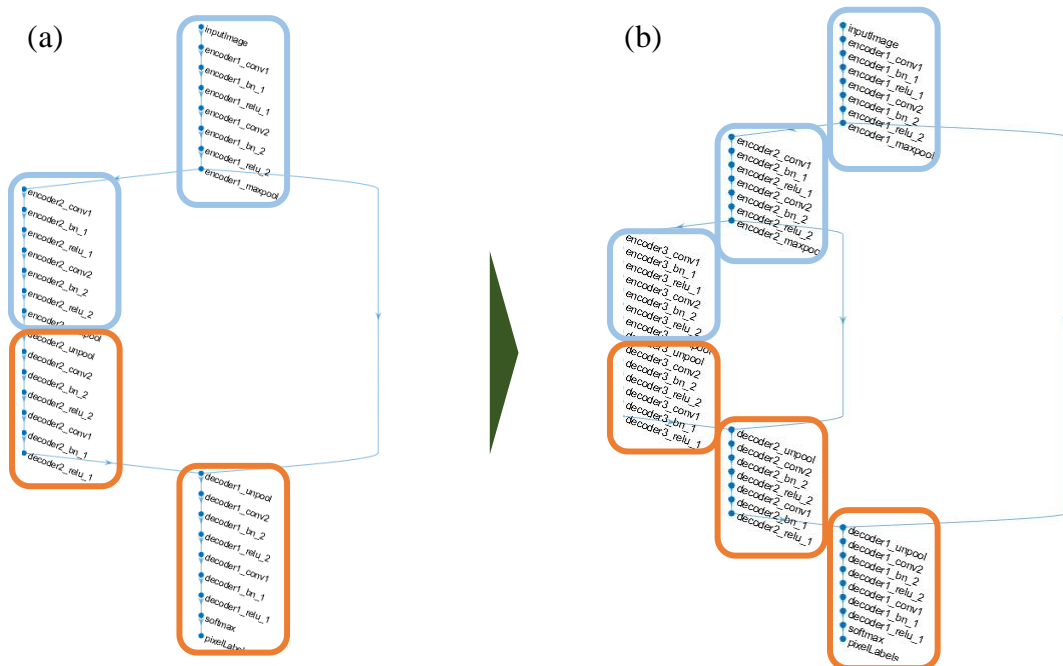 (a)
inputImage
encoder1_conv1
encoder1_bn_1
encoder1_relu_1
encoder1_conv2
encoder1_bn_2
encoder1_relu_2
encoder1_maxpool
encoder2_conv1
encoder2_bn_1
encoder2_relu_1
encoder2_conv2
encoder2_bn_2
encoder2_relu_2
decoder2_unpool
decoder2_conv2
decoder2_bn_2
decoder2_relu_2
decoder2_conv1
decoder2_bn_1
decoder2_relu_1
decoder1_unpool
decoder1_conv2
decoder1_bn_2
decoder1_relu_2
decoder1_conv1
decoder1_bn_1
decoder1_relu_1
softmax
pixelLabels
(b)
inputImage
encoder1_conv1
encoder1_bn_1
encoder1_relu_1
encoder1_conv2
encoder1_bn_2
encoder1_relu_2
encoder1_maxpool
encoder2_conv1
encoder2_bn_1
encoder2_relu_1
encoder2_conv2
encoder2_bn_2
encoder2_relu_2
encoder2_maxpool
encoder3_conv1
encoder3_bn_1
encoder3_relu_1
encoder3_conv2
encoder3_bn_2
encoder3_relu_2
decoder3_unpool
decoder3_conv2
decoder3_bn_2
decoder3_relu_2
decoder3_conv1
decoder3_bn_1
decoder3_relu_1
decoder2_unpool
decoder2_conv2
decoder2_bn_2
decoder2_relu_2
decoder2_conv1
decoder2_bn_1
decoder2_relu_1
decoder1_unpool
decoder1_conv2
decoder1_bn_2
decoder1_relu_2
decoder1_conv1
decoder1_bn_1
decoder1_relu_1
softmax
pixelLabels